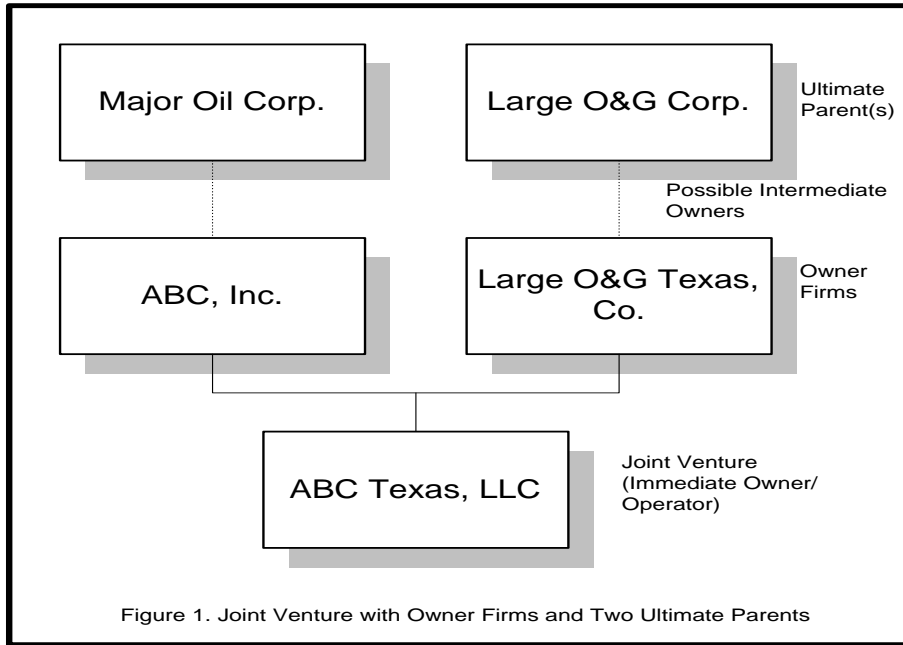 Major Oil Corp.
Large O&G Corp.
Ultimate
Parent(s)
Possible Intermediate
Owners
ABC, Inc.
Large O&G Texas,
Co.
Owner
Firms
ABC Texas, LLC
Joint Venture
(Immediate Owner/
Operator)
Figure 1. Joint Venture with Owner Firms and Two Ultimate Parents